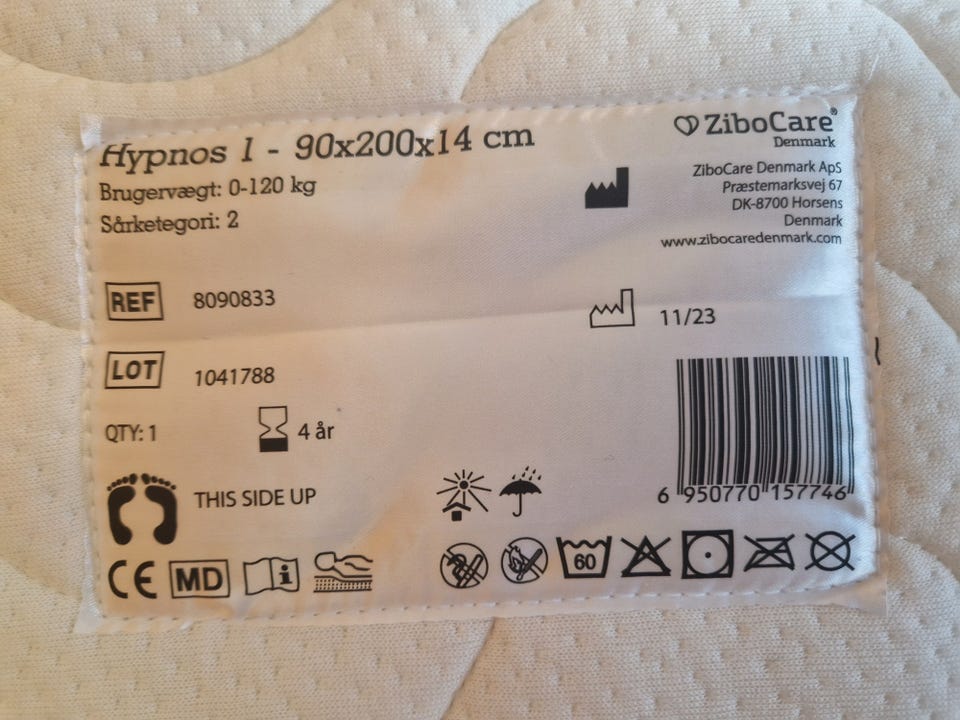 Hypnos 1 - 90x200x14 cm
Brugervægt: 0-120 kg
Sårketegori: 2
ZiboCare®
Denmark
ZiboCare Denmark ApS
Præstemarksvej 67
DK-8700 Horsens
Denmark
www.zibocaredenmark.com
REF 8090833
11/23
LOT 1041788
QTY: 1
4 år
THIS SIDE UP
6 950770 157746
CE MD i
60